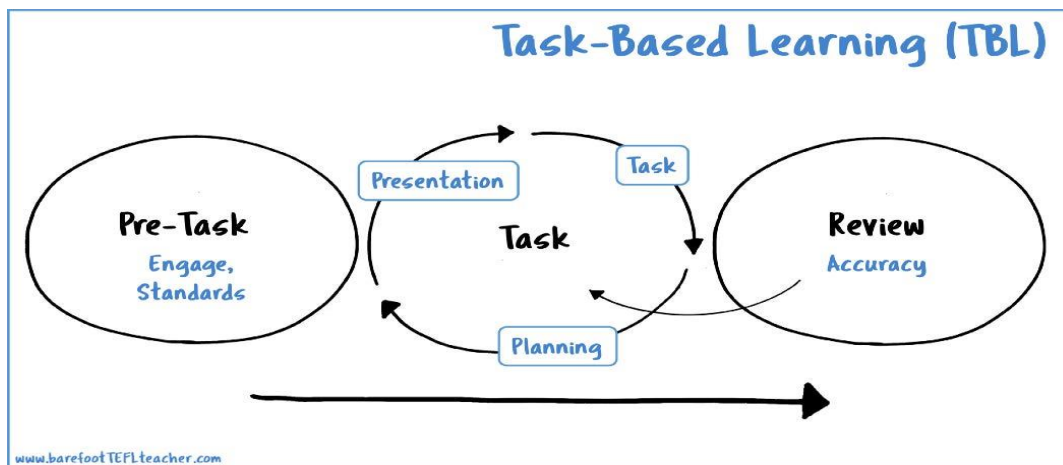 Task-Based Learning (TBL)
Pre-Task
Engage,
Standards
Presentation
Task
Task
Planning
Review
Accuracy
www.barefootTEFLteacher.com